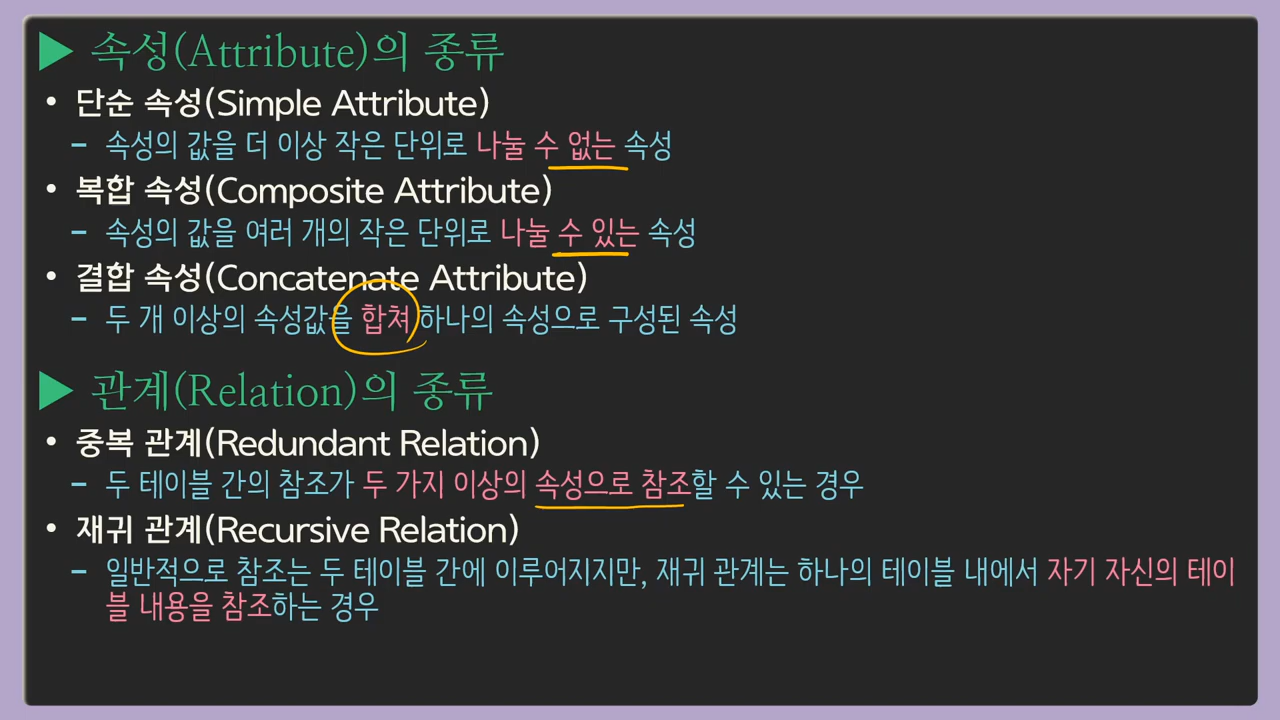 ▶ 속성(Attribute)의 종류
• 단순 속성(Simple Attribute)
– 속성의 값을 더 이상 작은 단위로 나눌 수 없는 속성
• 복합 속성(Composite Attribute)
– 속성의 값을 여러 개의 작은 단위로 나눌 수 있는 속성
• 결합 속성(Concatenate Attribute)
– 두 개 이상의 속성값을 합쳐 하나의 속성으로 구성된 속성
▶ 관계(Relation)의 종류
• 중복 관계(Redundant Relation)
– 두 테이블 간의 참조가 두 가지 이상의 속성으로 참조할 수 있는 경우
• 재귀 관계(Recursive Relation)
– 일반적으로 참조는 두 테이블 간에 이루어지지만, 재귀 관계는 하나의 테이블 내에서 자기 자신의 테이
블 내용을 참조하는 경우